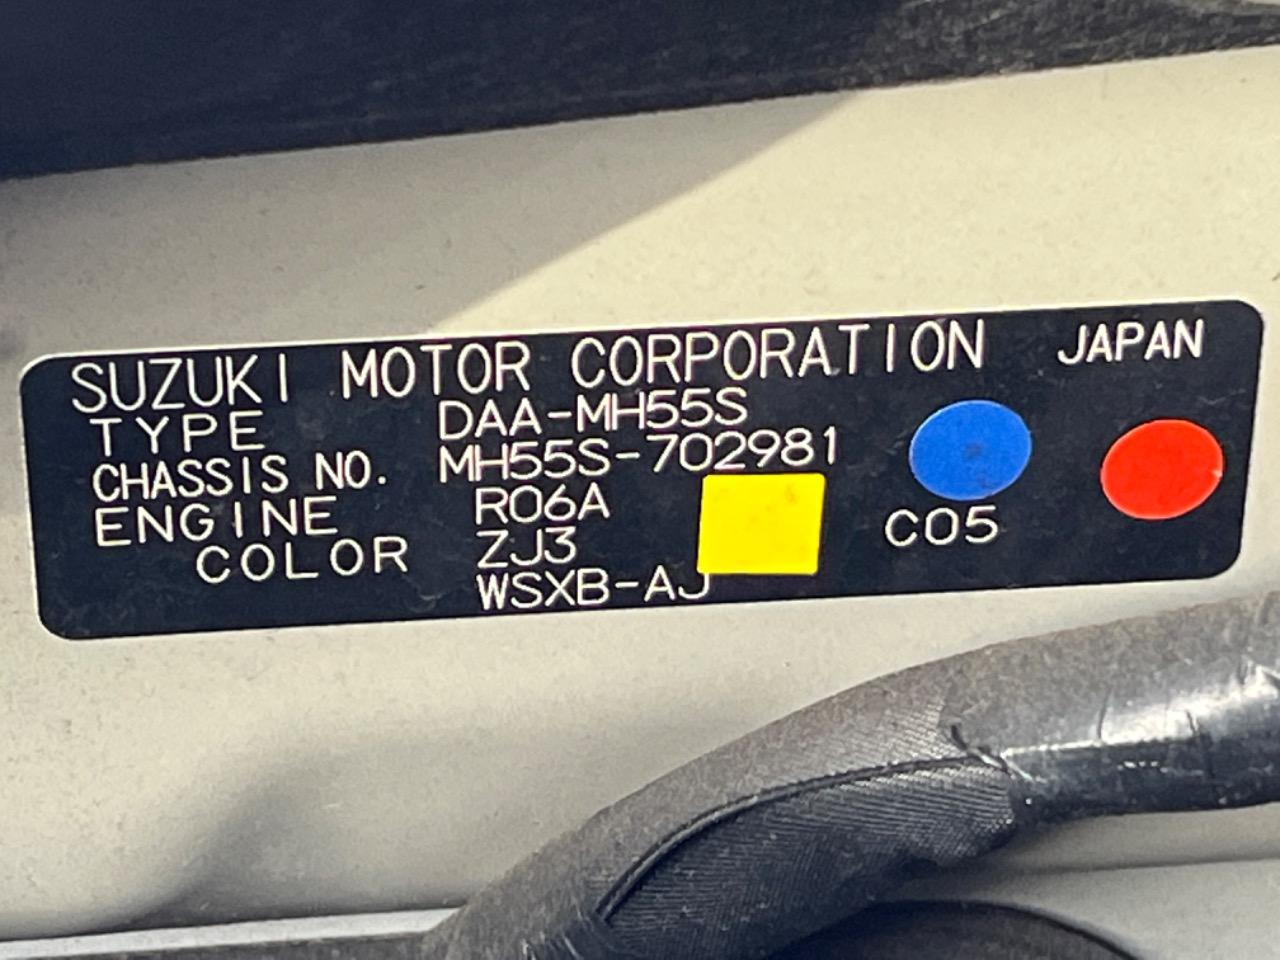 SUZUKI MOTOR CORPORATION JAPAN
TYPE DAA-MH55S
CHASSIS NO. MH55S-702981
ENGINE R06A
COLOR ZJ3 C05
WSXB-AJ